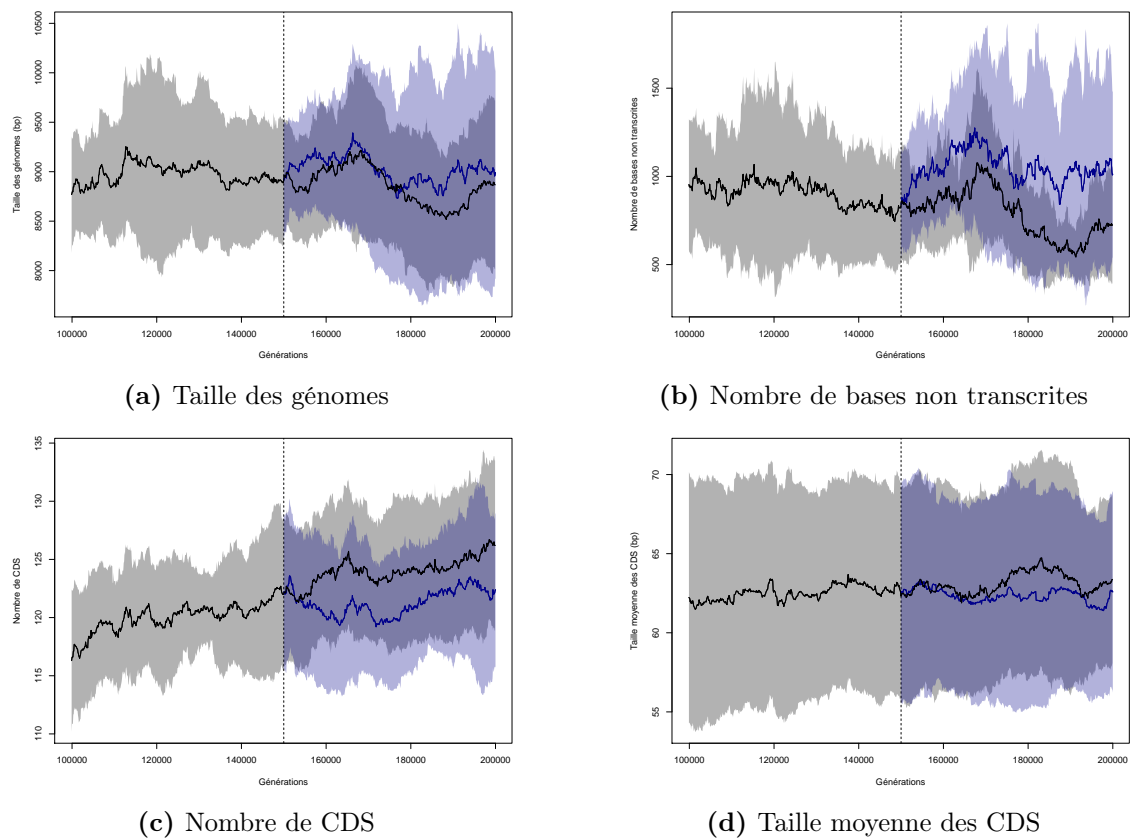 Taille des génomes (bp)
8000 8500 9000 9500 10000 10500
100000 120000 140000 160000 180000 200000
Générations
(a) Taille des génomes
Nombre de bases non transcrites
500 1000 1500
100000 120000 140000 160000 180000 200000
Générations
(b) Nombre de bases non transcrites
Nombre de CDS
110 115 120 125 130 135
100000 120000 140000 160000 180000 200000
Générations
(c) Nombre de CDS
Taille moyenne des CDS (bp)
55 60 65 70
100000 120000 140000 160000 180000 200000
Générations
(d) Taille moyenne des CDS